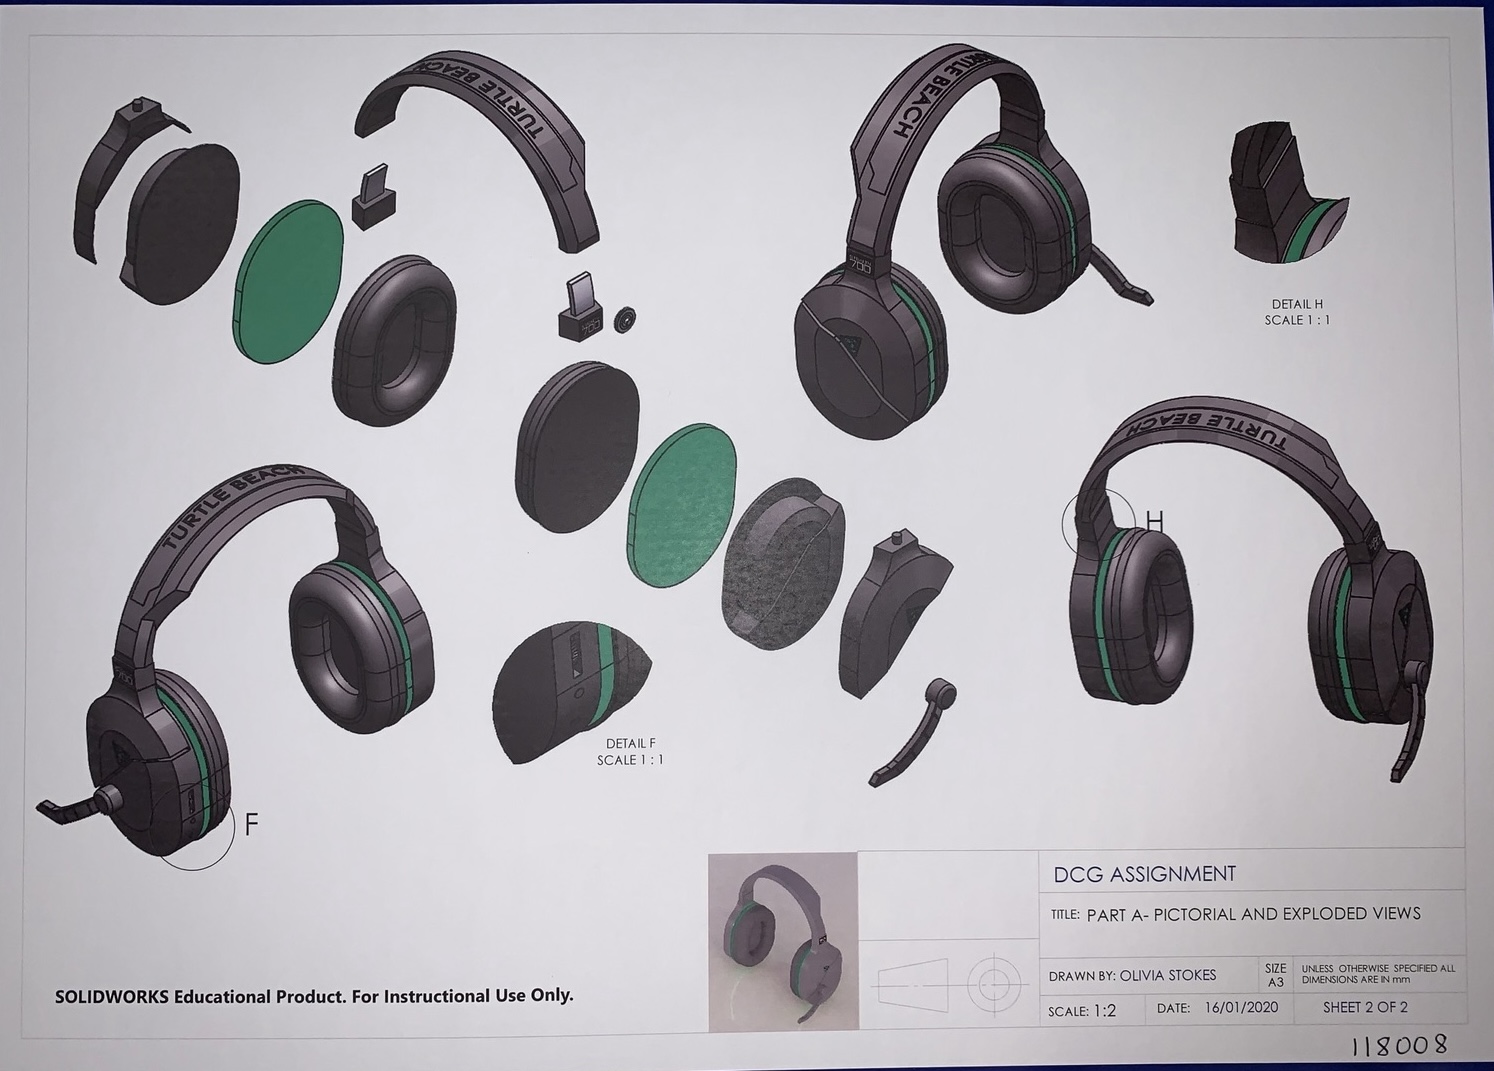 TURTLE BEACH
TURTLE BEACH
700
700
DETAIL H
SCALE 1 : 1
TURTLE BEACH
H
TURTLE BEACH
700
F
DETAIL F
SCALE 1 : 1
DCG ASSIGNMENT
TITLE: PART A- PICTORIAL AND EXPLODED VIEWS
DRAWN BY: OLIVIA STOKES
SIZE
A3
UNLESS OTHERWISE SPECIFIED ALL
DIMENSIONS ARE IN mm
SCALE: 1:2
DATE: 16/01/2020
SHEET 2 OF 2
SOLIDWORKS Educational Product. For Instructional Use Only.
118008